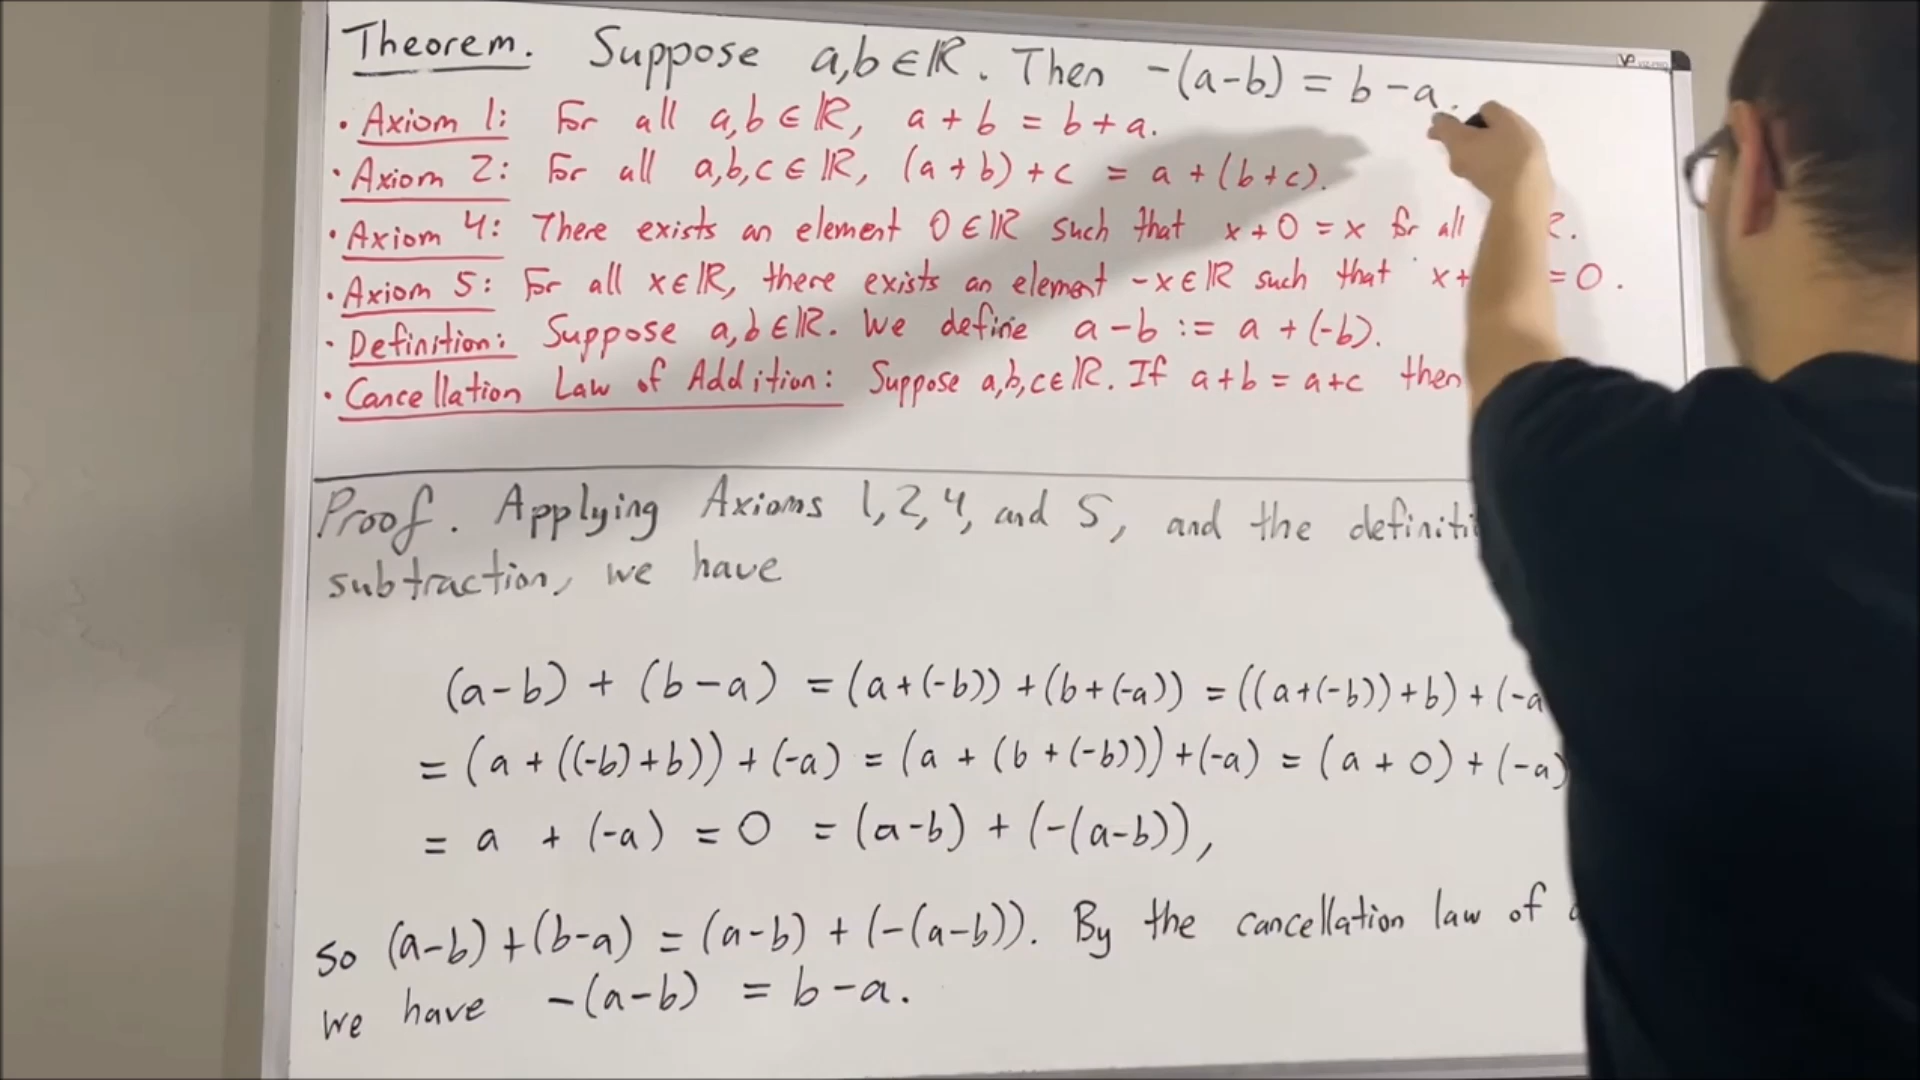 Theorem. Suppose a,b ∈ ℝ. Then -(a-b) = b-a.
• Axiom 1: For all a,b ∈ ℝ, a + b = b + a.
• Axiom 2: For all a,b,c ∈ ℝ, (a + b) + c = a + (b+c).
• Axiom 4: There exists an element 0 ∈ ℝ such that x + 0 = x for all
• Axiom 5: For all x ∈ ℝ, there exists an element -x ∈ ℝ such that x+ = 0.
• Definition: Suppose a,b ∈ ℝ. We define a - b := a + (-b).
• Cancellation Law of Addition: Suppose a,b,c ∈ ℝ. If a+b = a+c then
Proof. Applying Axioms 1,2,4, and 5, and the
subtraction, we have
(a-b) + (b-a) = (a+(-b)) + (b+(-a)) = ((a+(-b))+b) + (-a
= (a + ((-b)+b)) + (-a) = (a + (b + (-b))) + (-a) = (a + 0) + (-a)
= a + (-a) = 0 = (a-b) + (-(a-b)),
so (a-b)+(b-a) = (a-b) + (-(a-b)). By the cancellation law of
we have -(a-b) = b-a.